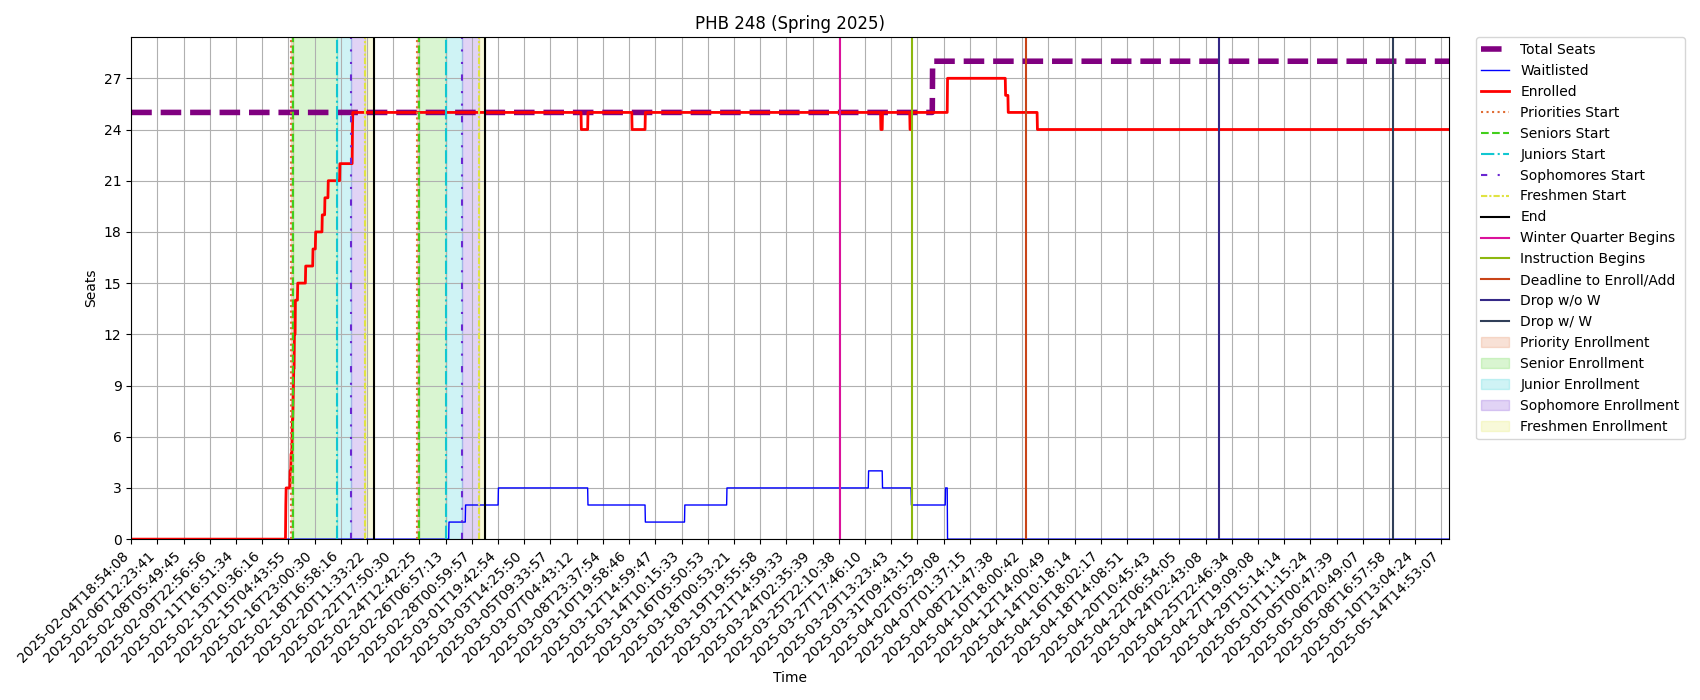 PHB 248 (Spring 2025)
Seats
27
24
21
18
15
12
9
6
3
0
2025-02-04T18:54:08
2025-02-06T12:23:41
2025-02-08T05:49:45
2025-02-09T22:56:56
2025-02-11T16:51:34
2025-02-13T10:36:16
2025-02-15T04:43:55
2025-02-16T23:00:30
2025-02-18T16:58:16
2025-02-20T11:33:22
2025-02-22T17:50:30
2025-02-24T12:42:25
2025-02-26T06:57:13
2025-02-28T00:59:57
2025-03-01T19:42:54
2025-03-03T14:25:50
2025-03-05T09:33:57
2025-03-07T04:43:12
2025-03-08T23:37:54
2025-03-10T19:58:46
2025-03-12T14:59:47
2025-03-14T10:15:33
2025-03-16T05:50:53
2025-03-18T00:53:21
2025-03-19T19:55:58
2025-03-21T14:59:33
2025-03-24T02:35:39
2025-03-25T22:10:38
2025-03-27T17:46:10
2025-03-29T13:23:43
2025-03-31T09:43:15
2025-04-02T05:29:08
2025-04-07T01:37:15
2025-04-08T21:47:38
2025-04-10T18:00:42
2025-04-12T14:00:49
2025-04-14T10:18:14
2025-04-16T18:02:17
2025-04-18T14:08:51
2025-04-20T10:45:43
2025-04-22T06:54:05
2025-04-24T02:43:08
2025-04-25T22:46:34
2025-04-27T19:09:08
2025-04-29T15:14:14
2025-05-01T11:15:24
2025-05-05T00:47:39
2025-05-06T20:49:07
2025-05-08T16:57:58
2025-05-10T13:04:24
2025-05-14T14:53:07
Time
Total Seats
Waitlisted
Enrolled
Priorities Start
Seniors Start
Juniors Start
Sophomores Start
Freshmen Start
End
Winter Quarter Begins
Instruction Begins
Deadline to Enroll/Add
Drop w/o W
Drop w/ W
Priority Enrollment
Senior Enrollment
Junior Enrollment
Sophomore Enrollment
Freshmen Enrollment